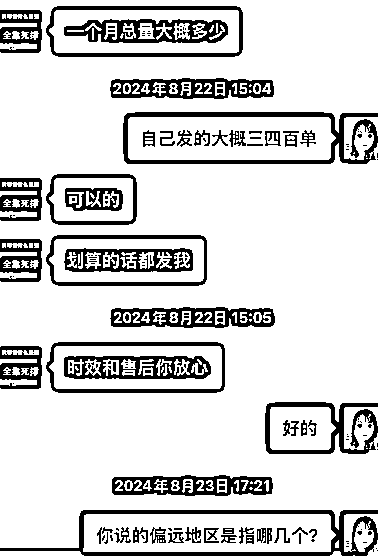 一个月总量大概多少
2024年8月22日 15:04
自己发的大概三四百单
可以的
划算的话都发我
2024年8月22日 15:05
时效和售后你放心
好的
2024年8月23日 17:21
你说的偏远地区是指哪几个?